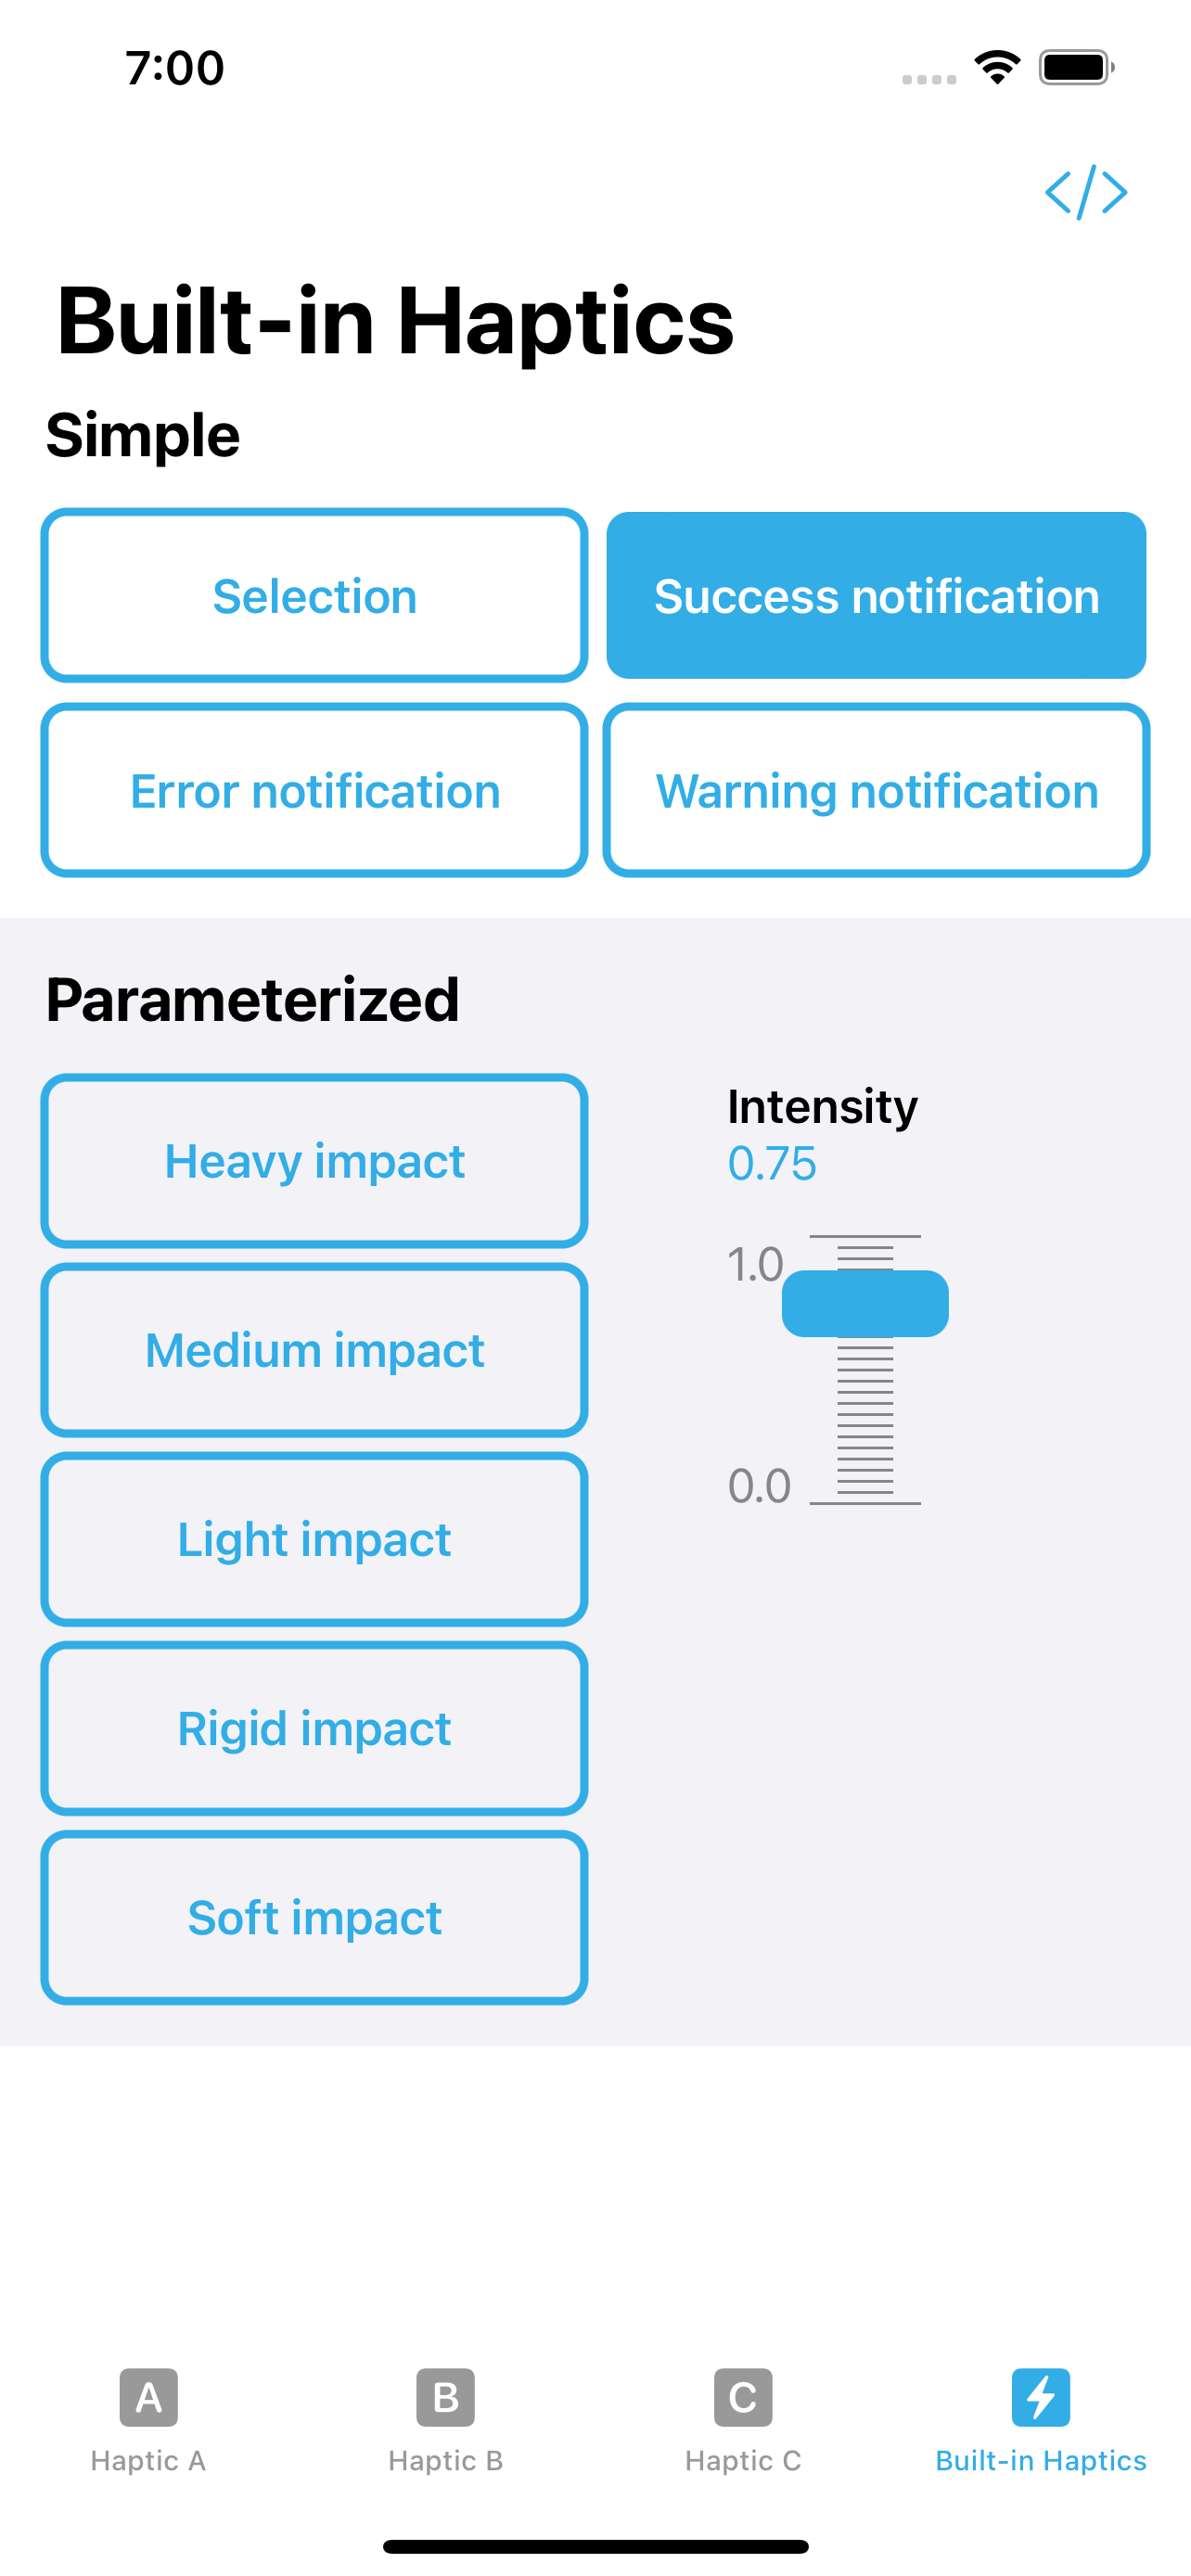 7:00
</>
Built-in Haptics
Simple
Selection
Success notification
Error notification
Warning notification
Parameterized
Heavy impact
Intensity
0.75
1.0
Medium impact
0.0
Light impact
Rigid impact
Soft impact
A
Haptic A
B
Haptic B
C
Haptic C
Built-in Haptics